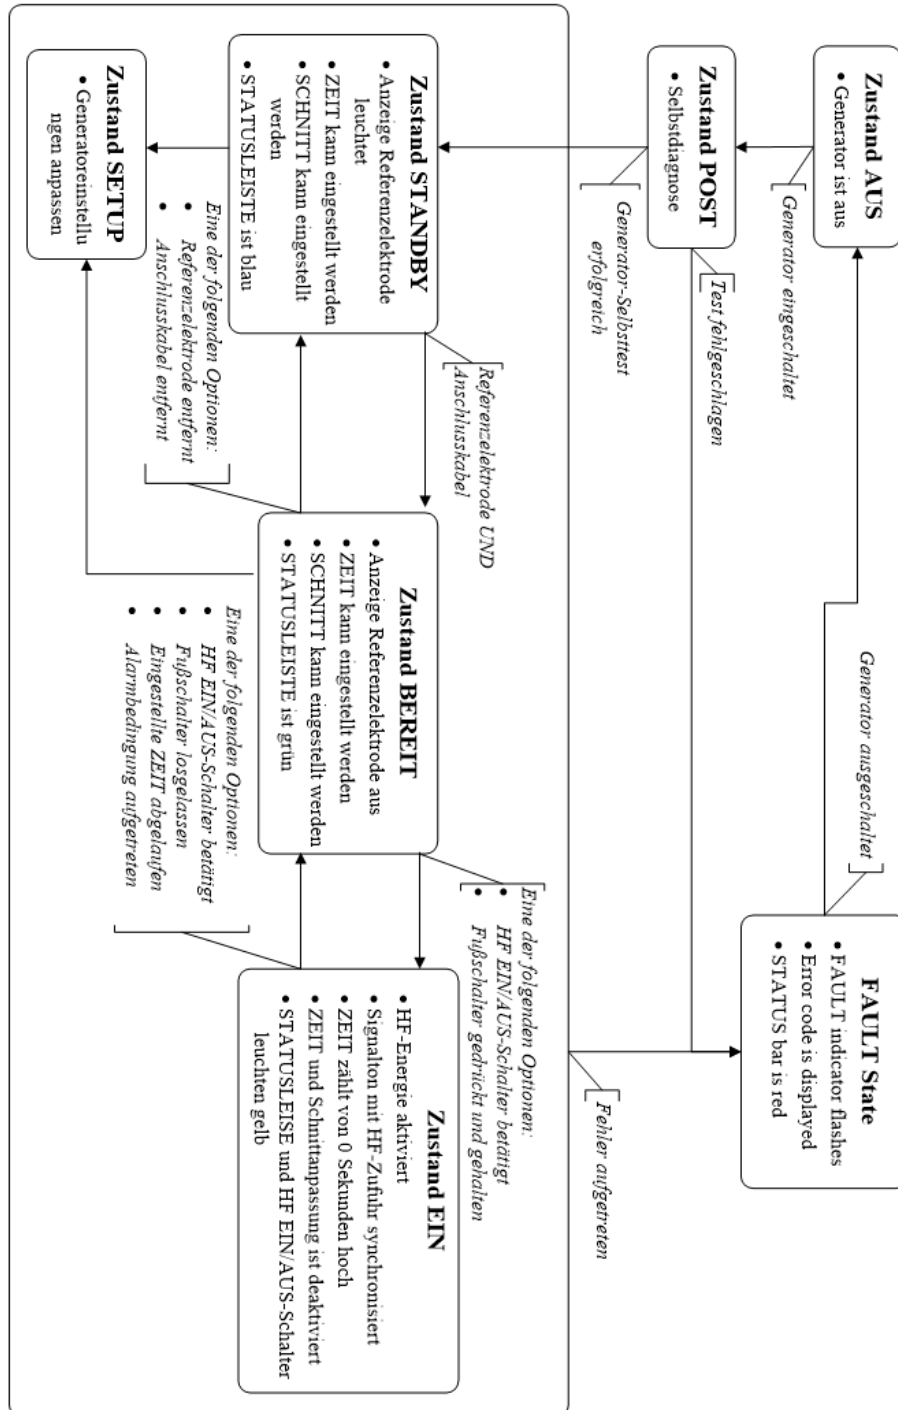 Zustand AUS
• Generator ist aus
Generator eingeschaltet
Generator ausgeschaltet
FAULT State
• FAULT indicator flashes
• Error code is displayed
• STATUS bar is red
Zustand POST
• Selbstdiagnose
Test fehlgeschlagen
Generator-Selbsttest
erfolgreich
Fehler aufgetreten
Zustand STANDBY
• Anzeige Referenzelektrode
leuchtet
• ZEIT kann eingestellt werden
• SCHNITT kann eingestellt
werden
• STATUSLEISTE ist blau
Referenzelektrode UND
Anschlusskabel
Zustand BEREIT
• Anzeige Referenzelektrode aus
• ZEIT kann eingestellt werden
• SCHNITT kann eingestellt werden
• STATUSLEISTE ist grün
Eine der folgenden Optionen:
• HF EIN/AUS-Schalter betätigt
• Fußschalter gedrückt und gehalten
Zustand EIN
• HF-Energie aktiviert
• Signalton mit HF-Zufuhr synchronisiert
• ZEIT zählt von 0 Sekunden hoch
• ZEIT und Schnittanpassung ist deaktiviert
• STATUSLEISE und HF EIN/AUS-Schalter
leuchten gelb
Eine der folgenden Optionen:
• Referenzelektrode entfernt
• Anschlusskabel entfernt
Eine der folgenden Optionen:
• HF EIN/AUS-Schalter betätigt
• Fußschalter losgelassen
• Eingestellte ZEIT abgelaufen
• Alarmbedingung aufgetreten
Zustand SETUP
• Generatoreinstellu
ngen anpassen